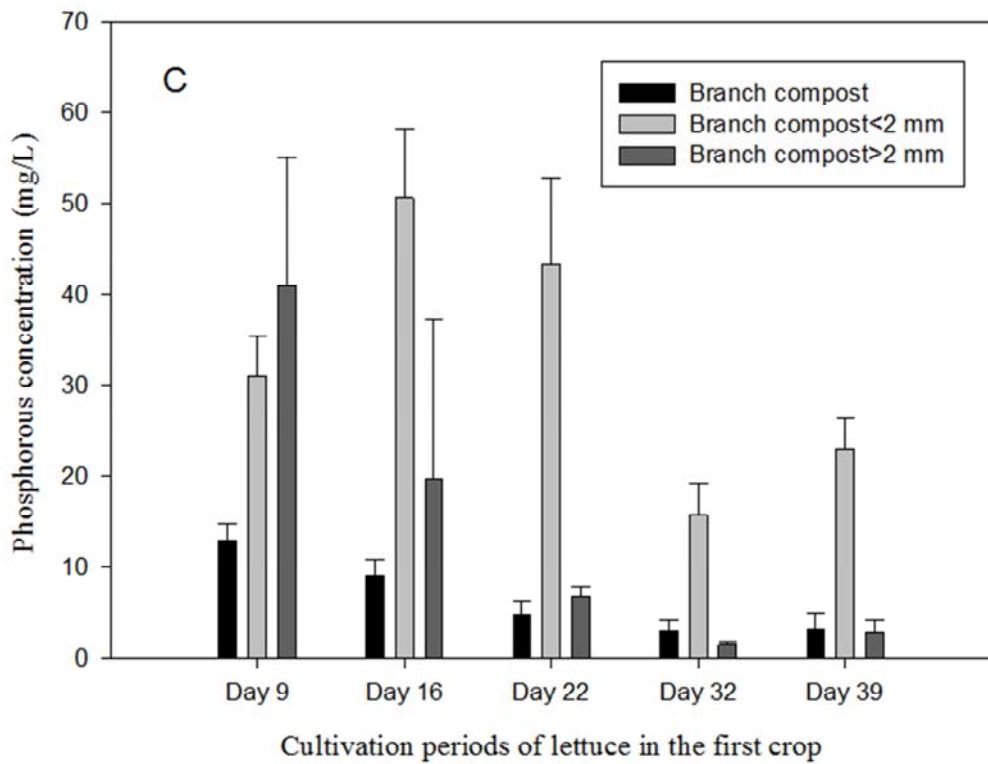 C
Branch compost
Branch compost<2 mm
Branch compost>2 mm
Phosphorous concentration (mg/L)
70
60
50
40
30
20
10
0
Day 9 Day 16 Day 22 Day 32 Day 39
Cultivation periods of lettuce in the first crop